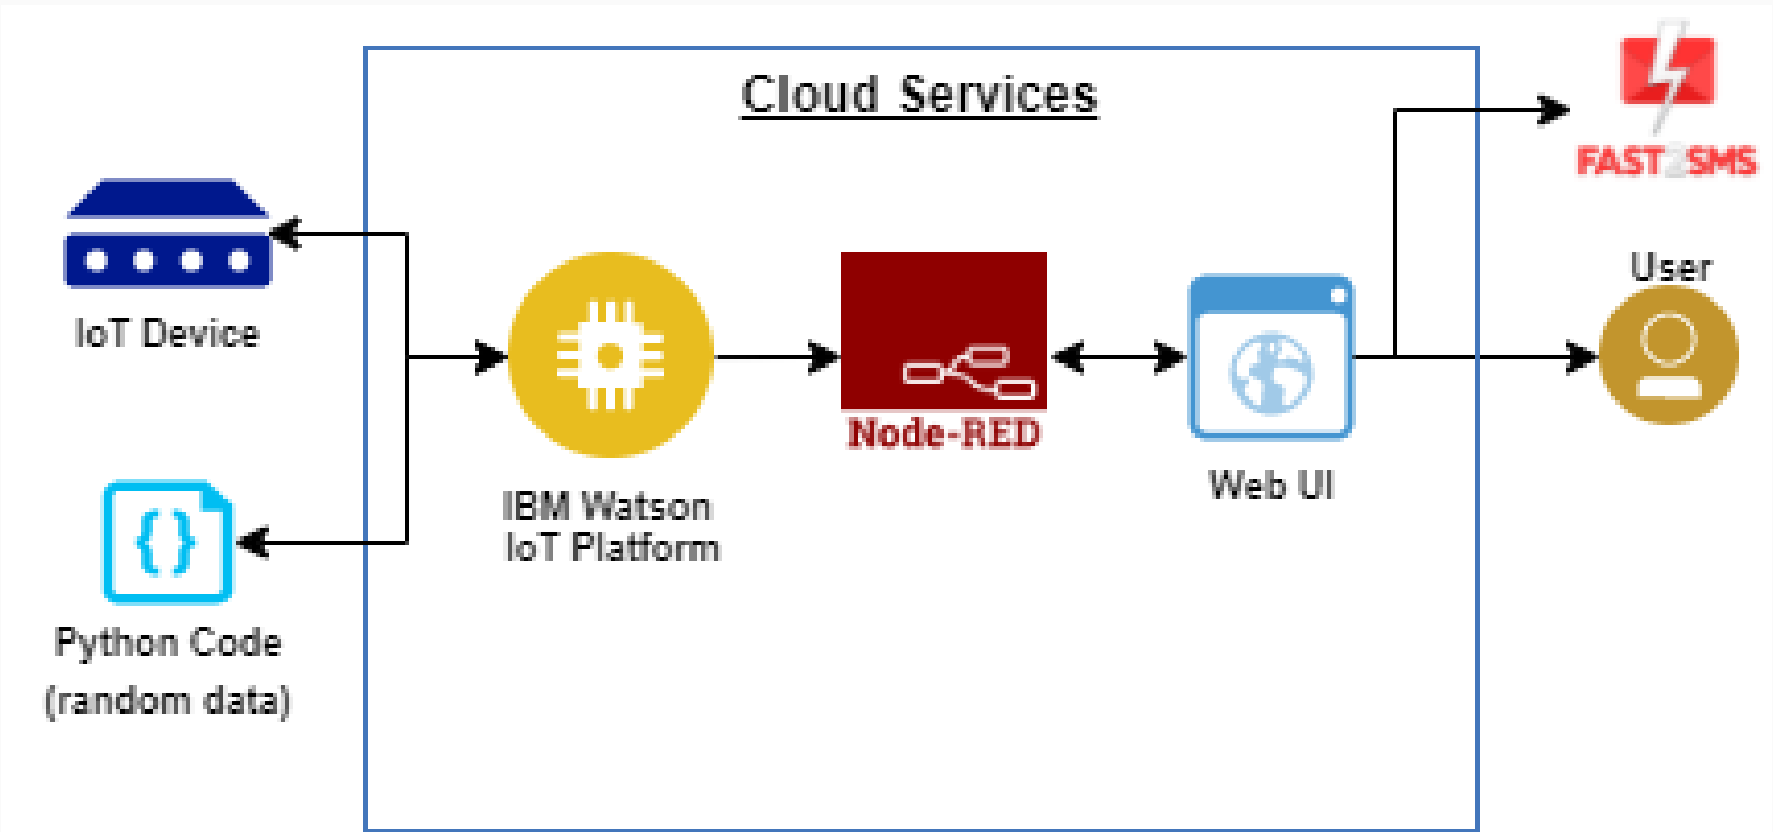 Cloud Services
FAST2SMS
User
IoT Device
Node-RED
Web UI
IBM Watson
IoT Platform
Python Code
(random data)